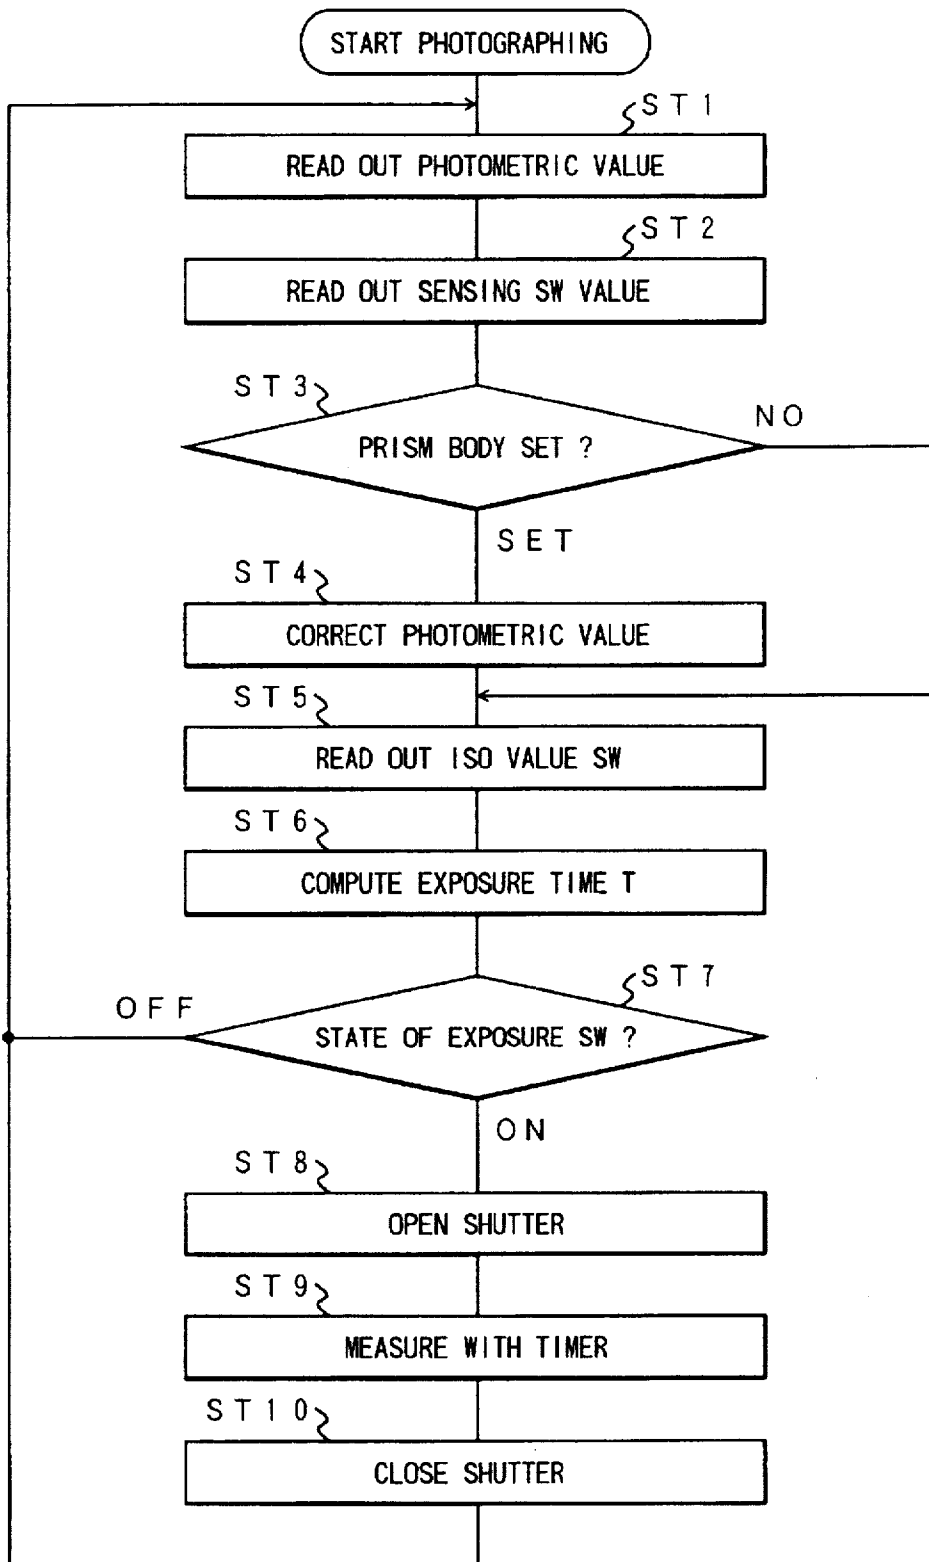 START PHOTOGRAPHING
ST1
READ OUT PHOTOMETRIC VALUE
ST2
READ OUT SENSING SW VALUE
ST3
NO
PRISM BODY SET ?
SET
ST4
CORRECT PHOTOMETRIC VALUE
ST5
READ OUT ISO VALUE SW
ST6
COMPUTE EXPOSURE TIME T
ST7
OFF
STATE OF EXPOSURE SW ?
ON
ST8
OPEN SHUTTER
ST9
MEASURE WITH TIMER
ST10
CLOSE SHUTTER